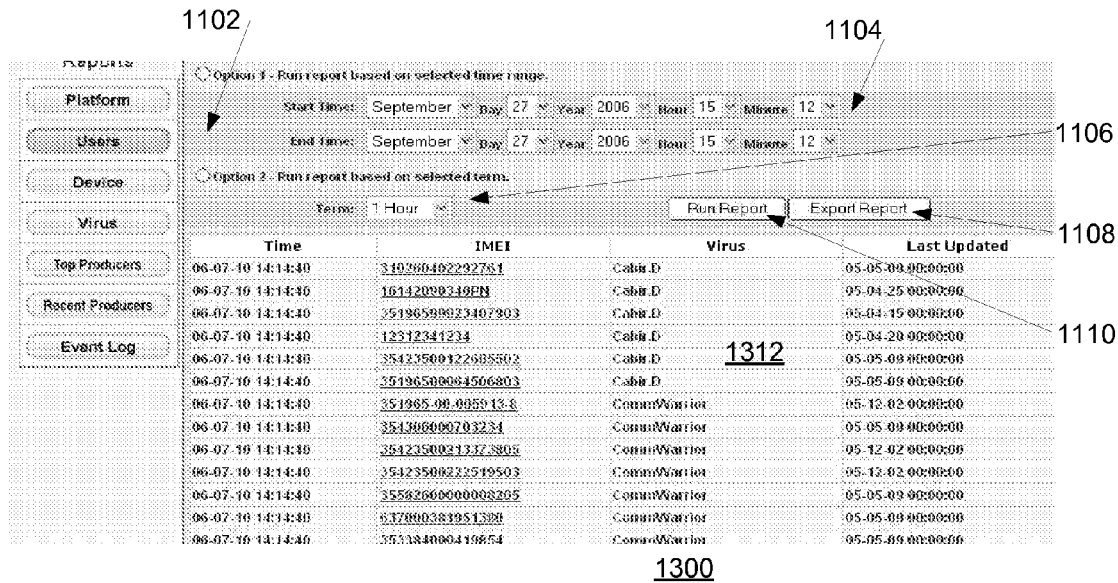 1102
1104
Reports
Option 1 - Run report based on selected time range.
Platform
Start Time: September Day 27 Year 2006 Hour 15 Minute 12
Users
End Time: September Day 27 Year 2006 Hour 15 Minute 12
1106
Option 2 - Run report based on selected term.
Device
Term: 1 Hour
Run Report
Export Report
Virus
1108
Time IMEI Virus Last Updated
Top Producers
06-07-10 14:14:40 310260402292761 Cabir.D 05-05-09 00:00:00
06-07-10 14:14:40 Cabir.D 05-04-25 00:00:00
Recent Producers
06-07-10 14:14:40 Cabir.D 05-04-15 00:00:00
1110
06-07-10 14:14:40 12312341234 Cabir.D 05-04-20 00:00:00
Event Log
1312
06-07-10 14:14:40 Cabir.D 05-05-09 00:00:00
06-07-10 14:14:40 35196500064506803 Cabir.D 05-05-09 00:00:00
06-07-10 14:14:40 CommWarrior 05-12-02 00:00:00
06-07-10 14:14:40 354306000703234 CommWarrior 05-05-09 00:00:00
06-07-10 14:14:40 35423500213373805 CommWarrior 05-12-02 00:00:00
06-07-10 14:14:40 35423500222519503 CommWarrior 05-12-02 00:00:00
06-07-10 14:14:40 35582600000008205 CommWarrior 05-05-09 00:00:00
06-07-10 14:14:40 CommWarrior 05-05-09 00:00:00
06-07-10 14:14:40 353384000419854 CommWarrior 05-05-09 00:00:00
1300